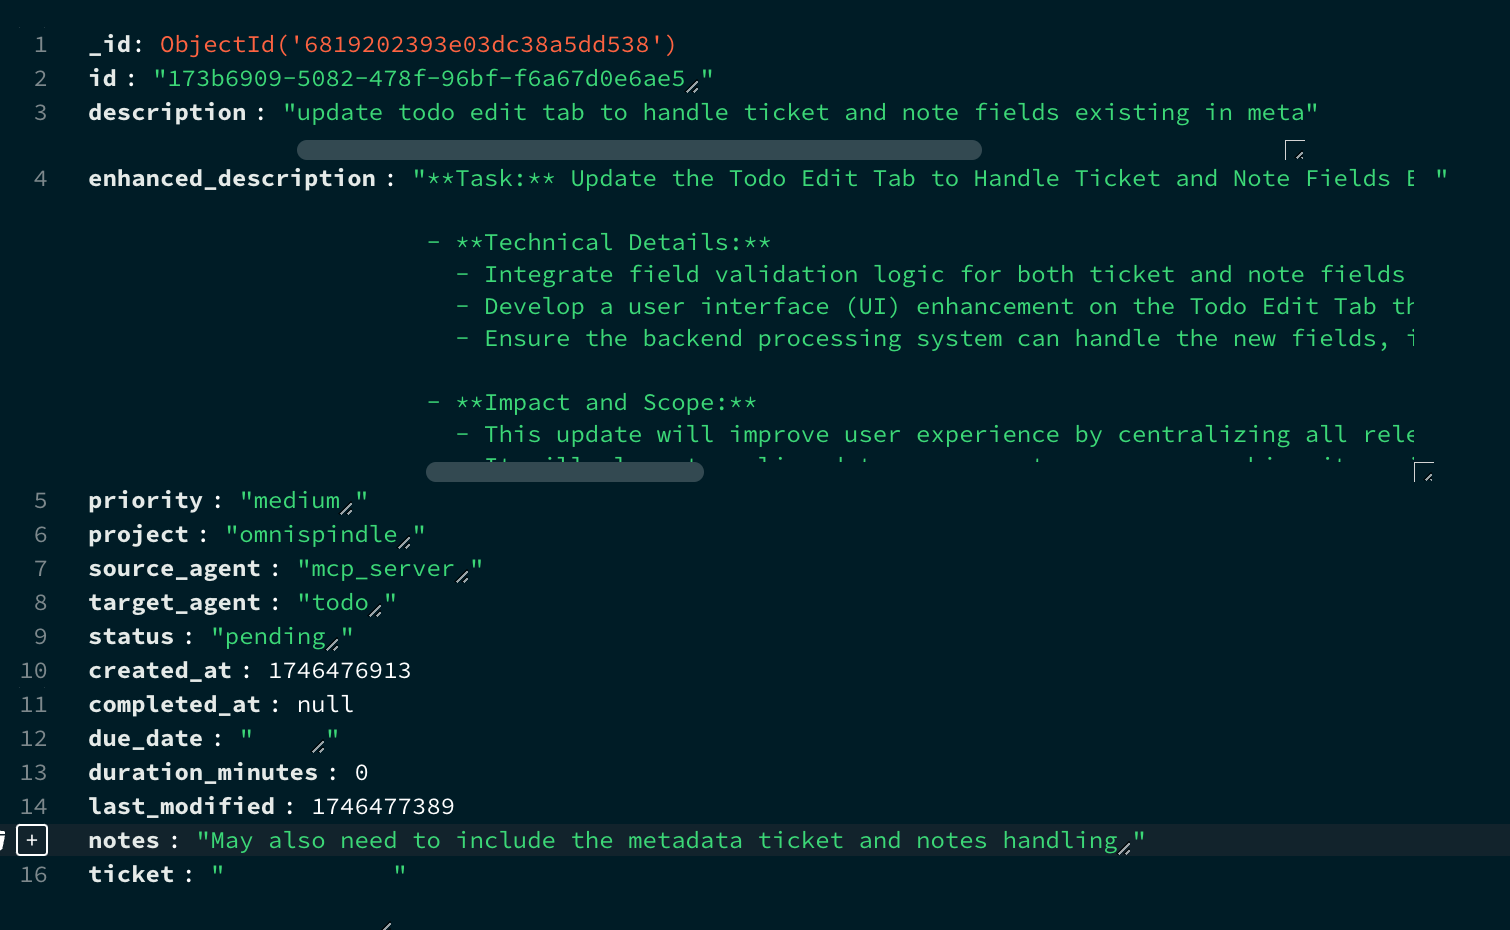 1 _id: ObjectId('6819202393e03dc38a5dd538')
2 id : "173b6909-5082-478f-96bf-f6a67d0e6ae5"
3 description : "update todo edit tab to handle ticket and note fields existing in meta"
4 enhanced_description : "**Task:** Update the Todo Edit Tab to Handle Ticket and Note Fields E "
- **Technical Details:**
- Integrate field validation logic for both ticket and note fields
- Develop a user interface (UI) enhancement on the Todo Edit Tab th
- Ensure the backend processing system can handle the new fields, i
- **Impact and Scope:**
- This update will improve user experience by centralizing all rele
5 priority : "medium"
6 project : "omnispindle"
7 source_agent : "mcp_server"
8 target_agent : "todo"
9 status : "pending"
10 created_at : 1746476913
11 completed_at : null
12 due_date : " "
13 duration_minutes : 0
14 last_modified : 1746477389
+ notes : "May also need to include the metadata ticket and notes handling"
16 ticket : " "